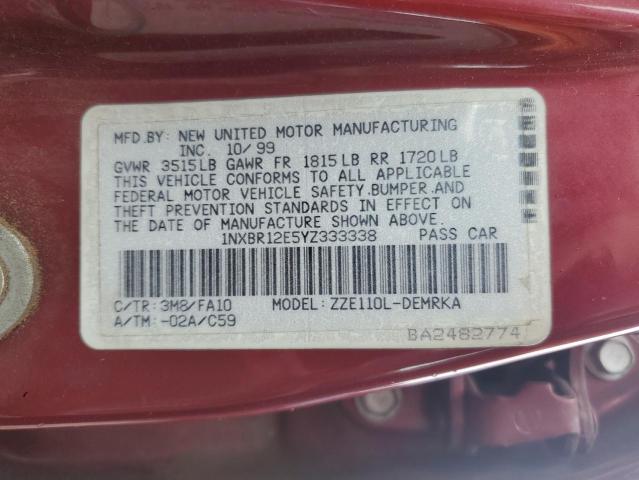 MFD.BY: NEW UNITED MOTOR MANUFACTURING
INC. 10/99
GVWR 3515LB GAWR FR 1815LB RR 1720LB
THIS VEHICLE CONFORMS TO ALL APPLICABLE
FEDERAL MOTOR VEHICLE SAFETY.BUMPER.AND
THEFT PREVENTION STANDARDS IN EFFECT ON
THE DATE OF MANUFACTURE SHOWN ABOVE.
1NXBR12E5YZ333338 PASS CAR
C/TR: 3M8/FA10 MODEL: ZZE110L-DEMRKA
A/TM: -02A/C59
BA2482774